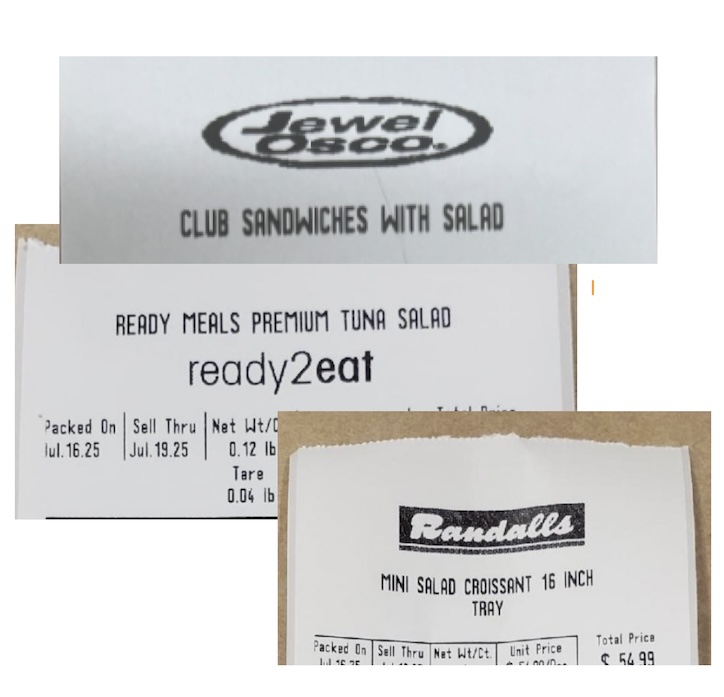 Jewel
Osco.
CLUB SANDWICHES WITH SALAD
READY MEALS PREMIUM TUNA SALAD
ready2eat
Packed On Sell Thru Net Wt/C
Jul.16.25 Jul.19.25 0.12 lb
Tare
0.04 lb
Randalls
MINI SALAD CROISSANT 16 INCH
TRAY
Packed On Sell Thru Net Wt/Ct. Unit Price Total Price
$ 54.99